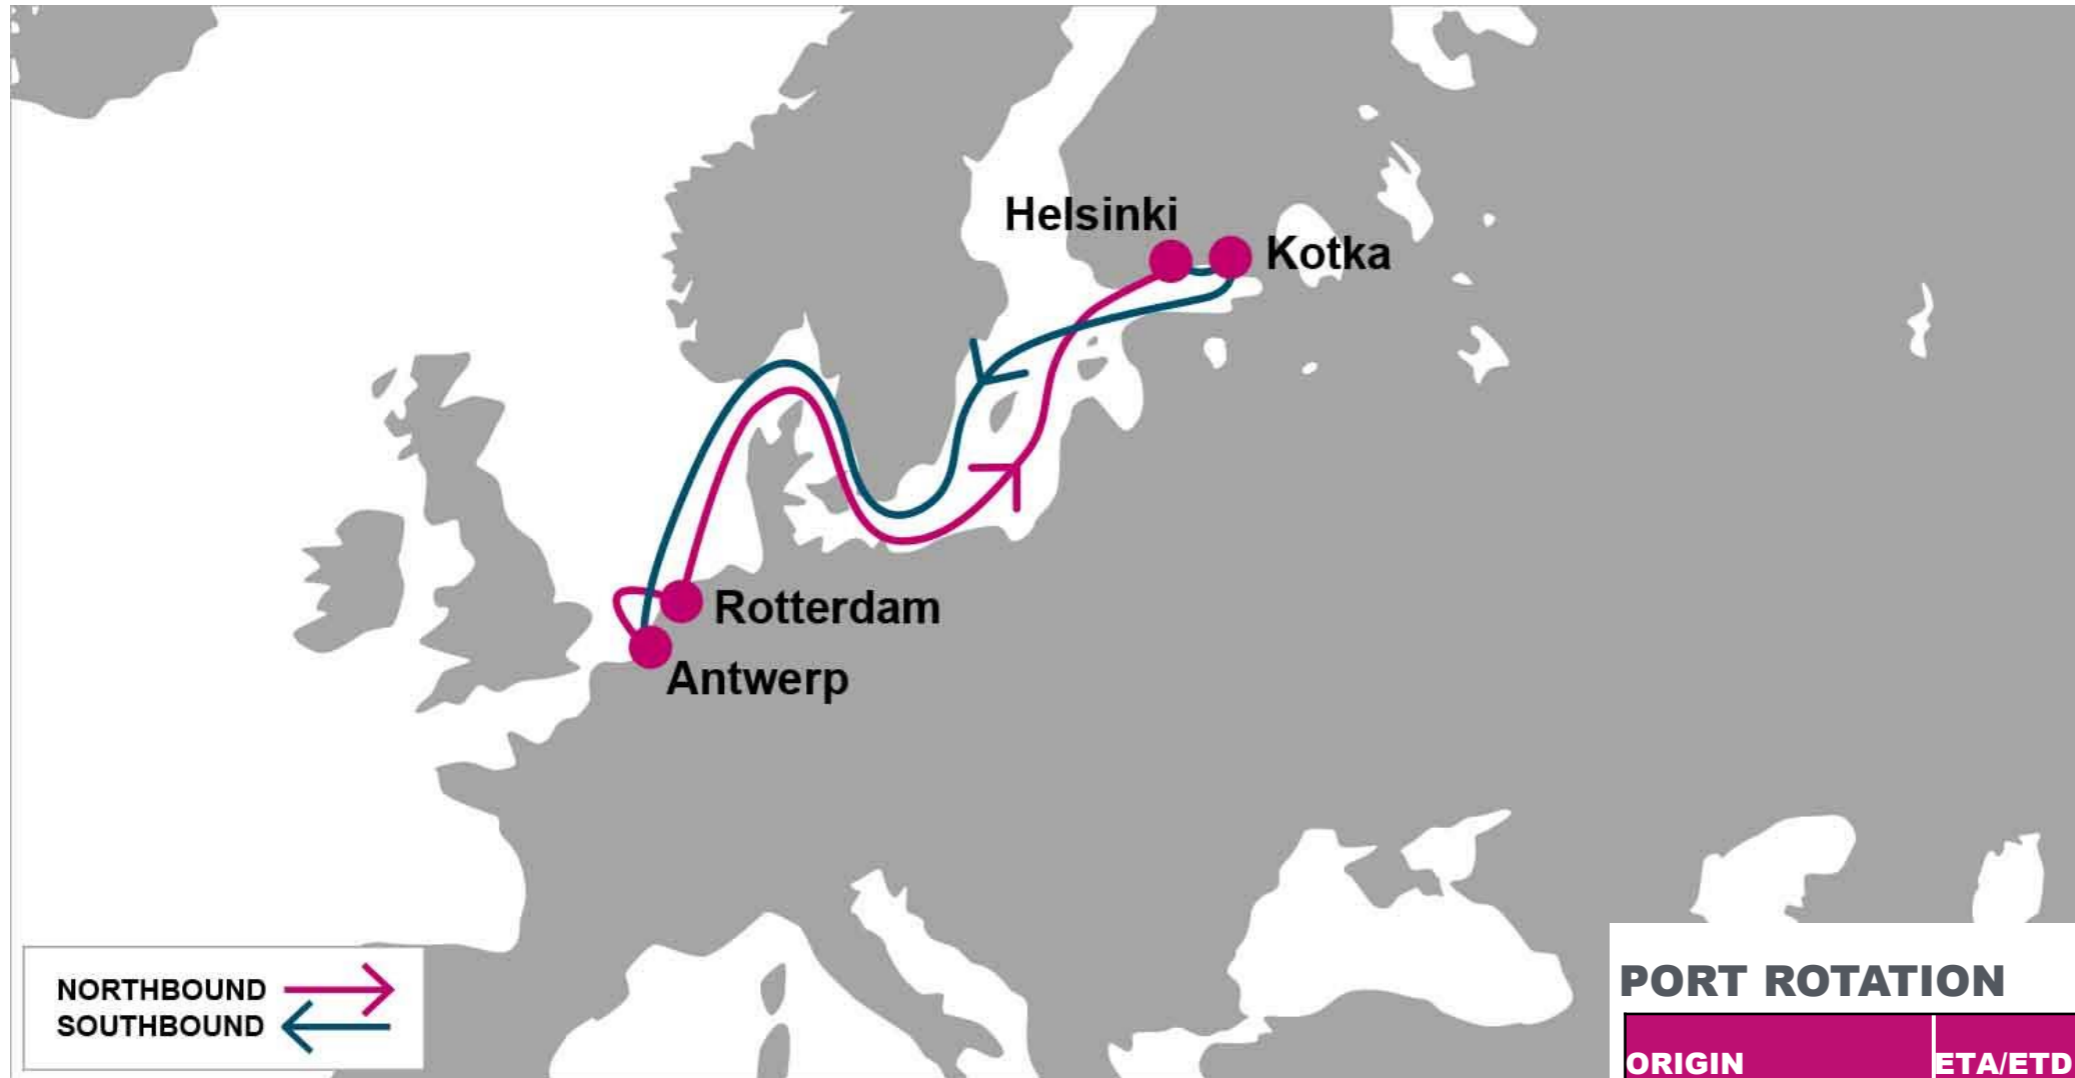 Helsinki
Kotka
Rotterdam
Antwerp
NORTHBOUND
SOUTHBOUND
PORT ROTATION
ORIGIN ETA/ETD